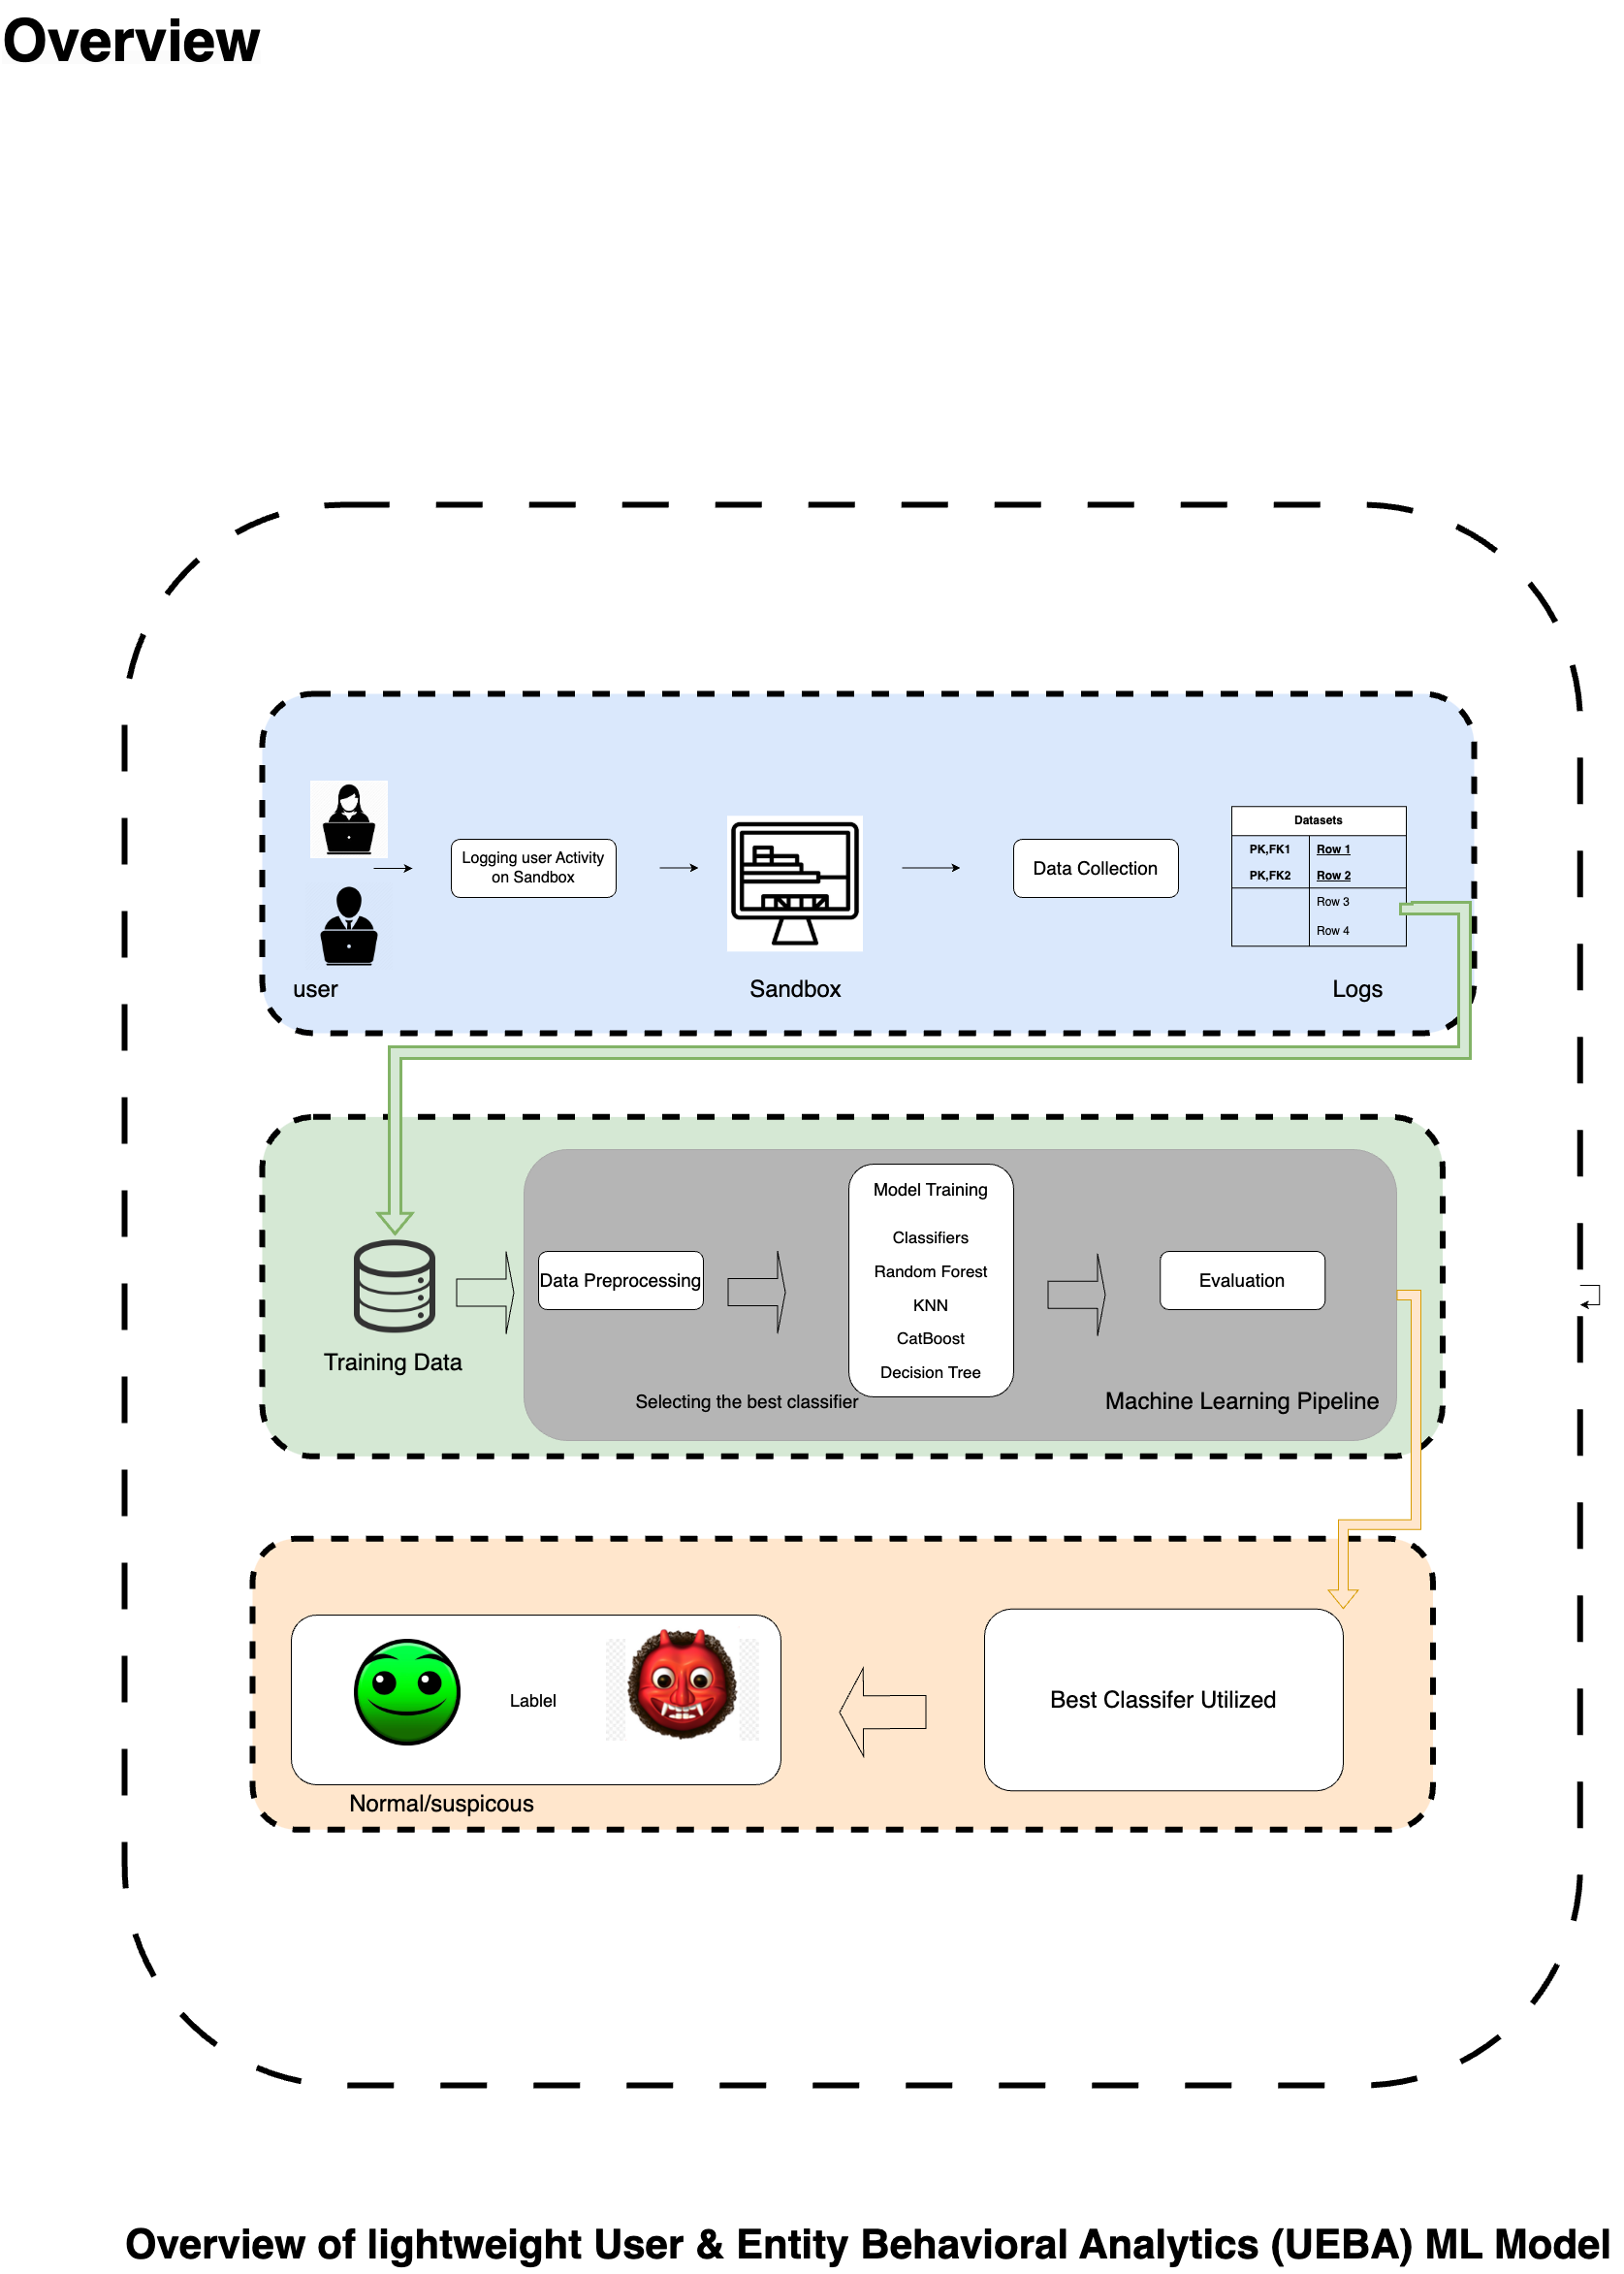 Overview
Logging user Activity
on Sandbox
Data Collection
Datasets
PK,FK1 Row 1
PK,FK2 Row 2
Row 3
Row 4
user
Sandbox
Logs
Model Training
Classifiers
Random Forest
KNN
CatBoost
Decision Tree
Data Preprocessing
Evaluation
Training Data
Selecting the best classifier
Machine Learning Pipeline
Lablel
Best Classifer Utilized
Normal/suspicous
Overview of lightweight User & Entity Behavioral Analytics (UEBA) ML Model